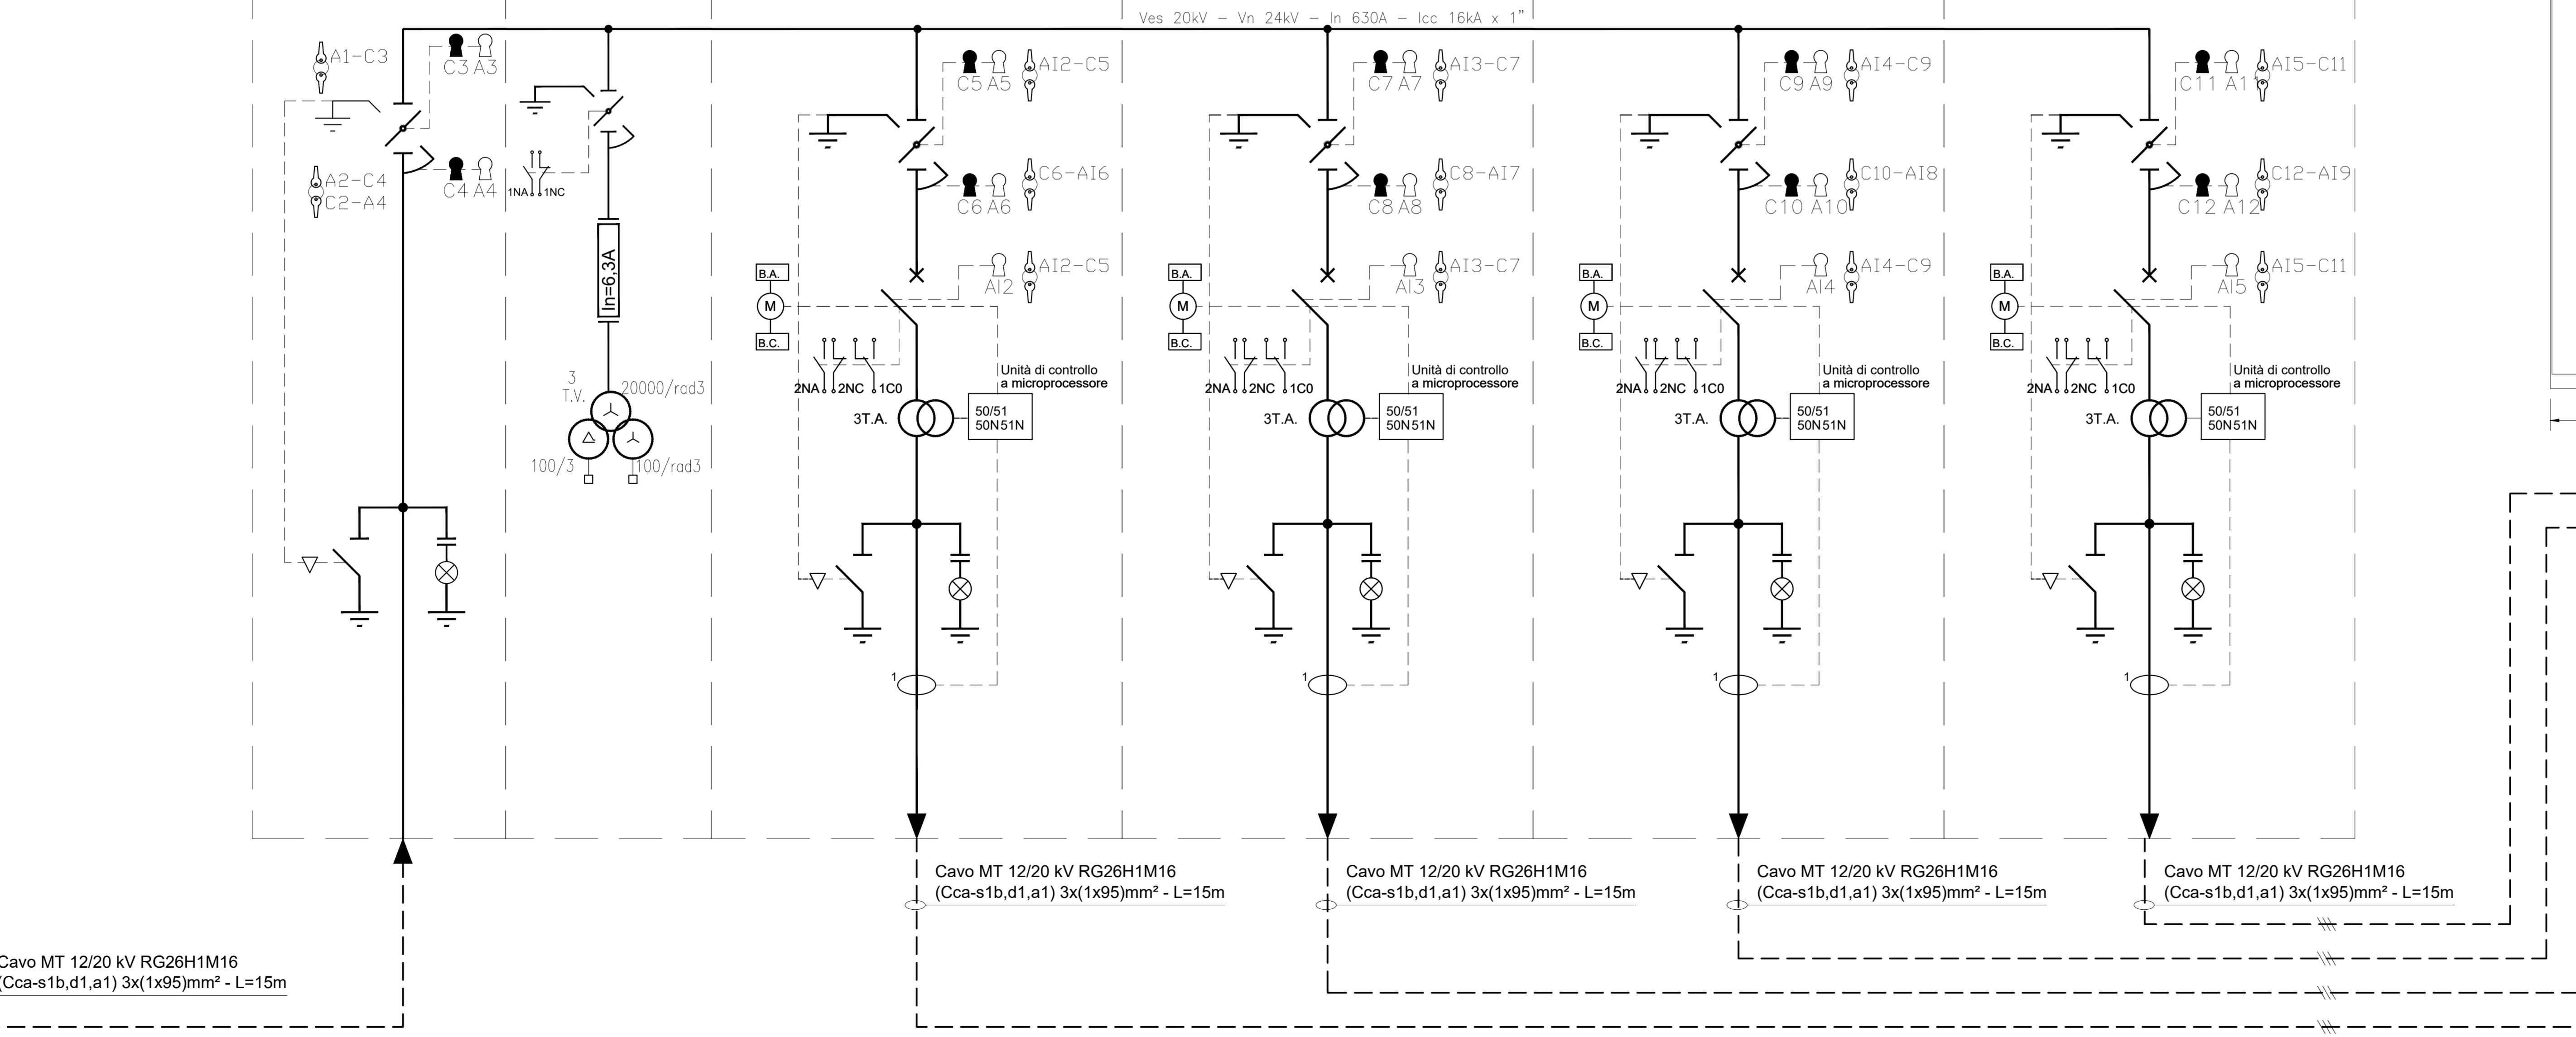 Ves 20kV - Vn 24kV - In 630A - Icc 16kA x 1"
A1-C3
C3 A3
A2-C4
C2-A4
C4 A4
1NA
1NC
In=6,3A
3
T.V.
20000/rad3
100/3
100/rad3
C5 A5
AI2-C5
C6 A6
C6-AI6
AI2
AI2-C5
B.A.
M
B.C.
2NA
2NC
1C0
Unità di controllo
a microprocessore
3T.A.
50/51
50N51N
1
C7 A7
AI3-C7
C8 A8
C8-AI7
AI3
AI3-C7
B.A.
M
B.C.
2NA
2NC
1C0
Unità di controllo
a microprocessore
3T.A.
50/51
50N51N
1
C9 A9
AI4-C9
C10 A10
C10-AI8
AI4
AI4-C9
B.A.
M
B.C.
2NA
2NC
1C0
Unità di controllo
a microprocessore
3T.A.
50/51
50N51N
1
C11 A11
AI5-C11
C12 A12
C12-AI9
AI5
AI5-C11
B.A.
M
B.C.
2NA
2NC
1C0
Unità di controllo
a microprocessore
3T.A.
50/51
50N51N
1
Cavo MT 12/20 kV RG26H1M16
(Cca-s1b,d1,a1) 3x(1x95)mm² - L=15m
Cavo MT 12/20 kV RG26H1M16
(Cca-s1b,d1,a1) 3x(1x95)mm² - L=15m
Cavo MT 12/20 kV RG26H1M16
(Cca-s1b,d1,a1) 3x(1x95)mm² - L=15m
Cavo MT 12/20 kV RG26H1M16
(Cca-s1b,d1,a1) 3x(1x95)mm² - L=15m
Cavo MT 12/20 kV RG26H1M16
(Cca-s1b,d1,a1) 3x(1x95)mm² - L=15m